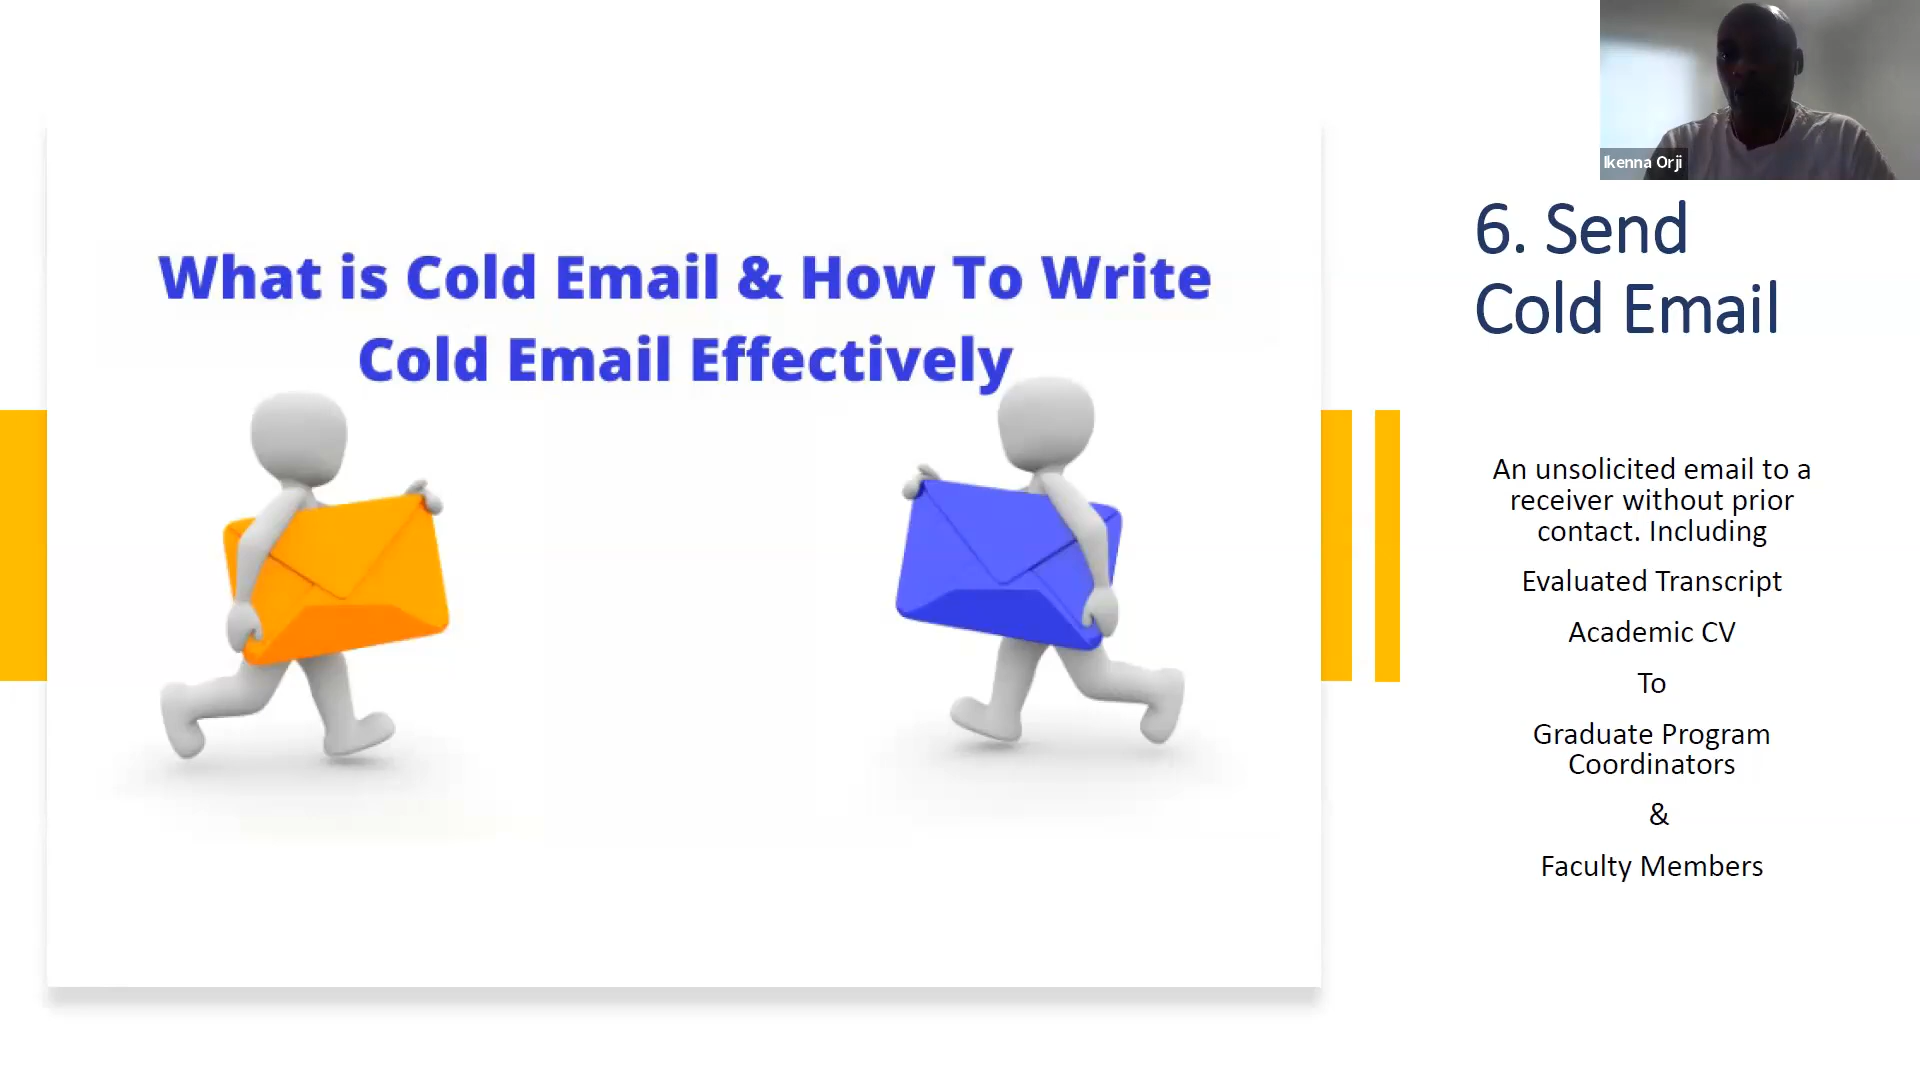 What is Cold Email & How To Write
Cold Email Effectively
Ikenna Orji
6. Send
Cold Email
An unsolicited email to a
receiver without prior
contact. Including
Evaluated Transcript
Academic CV
To
Graduate Program
Coordinators
&
Faculty Members